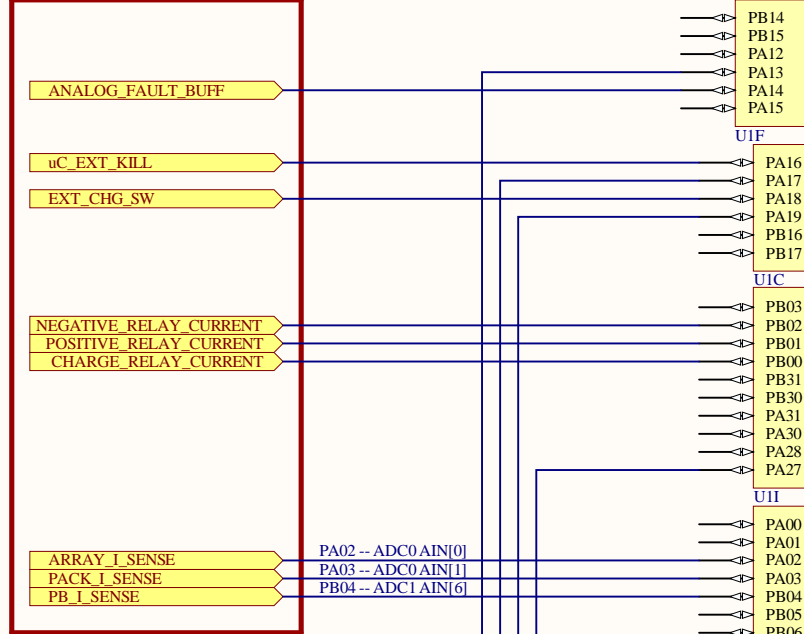 PB14
PB15
PA12
PA13
ANALOG_FAULT_BUFF PA14
PA15
U1F
uC_EXT_KILL PA16
PA17
EXT_CHG_SW PA18
PA19
PB16
PB17
U1C
PB03
NEGATIVE_RELAY_CURRENT PB02
POSITIVE_RELAY_CURRENT PB01
CHARGE_RELAY_CURRENT PB00
PB31
PB30
PA31
PA30
PA28
PA27
U1I
PA00
PA01
ARRAY_I_SENSE PA02 -- ADC0 AIN[0] PA02
PACK_I_SENSE PA03 -- ADC0 AIN[1] PA03
PB_I_SENSE PB04 -- ADC1 AIN[6] PB04
PB05
PB06